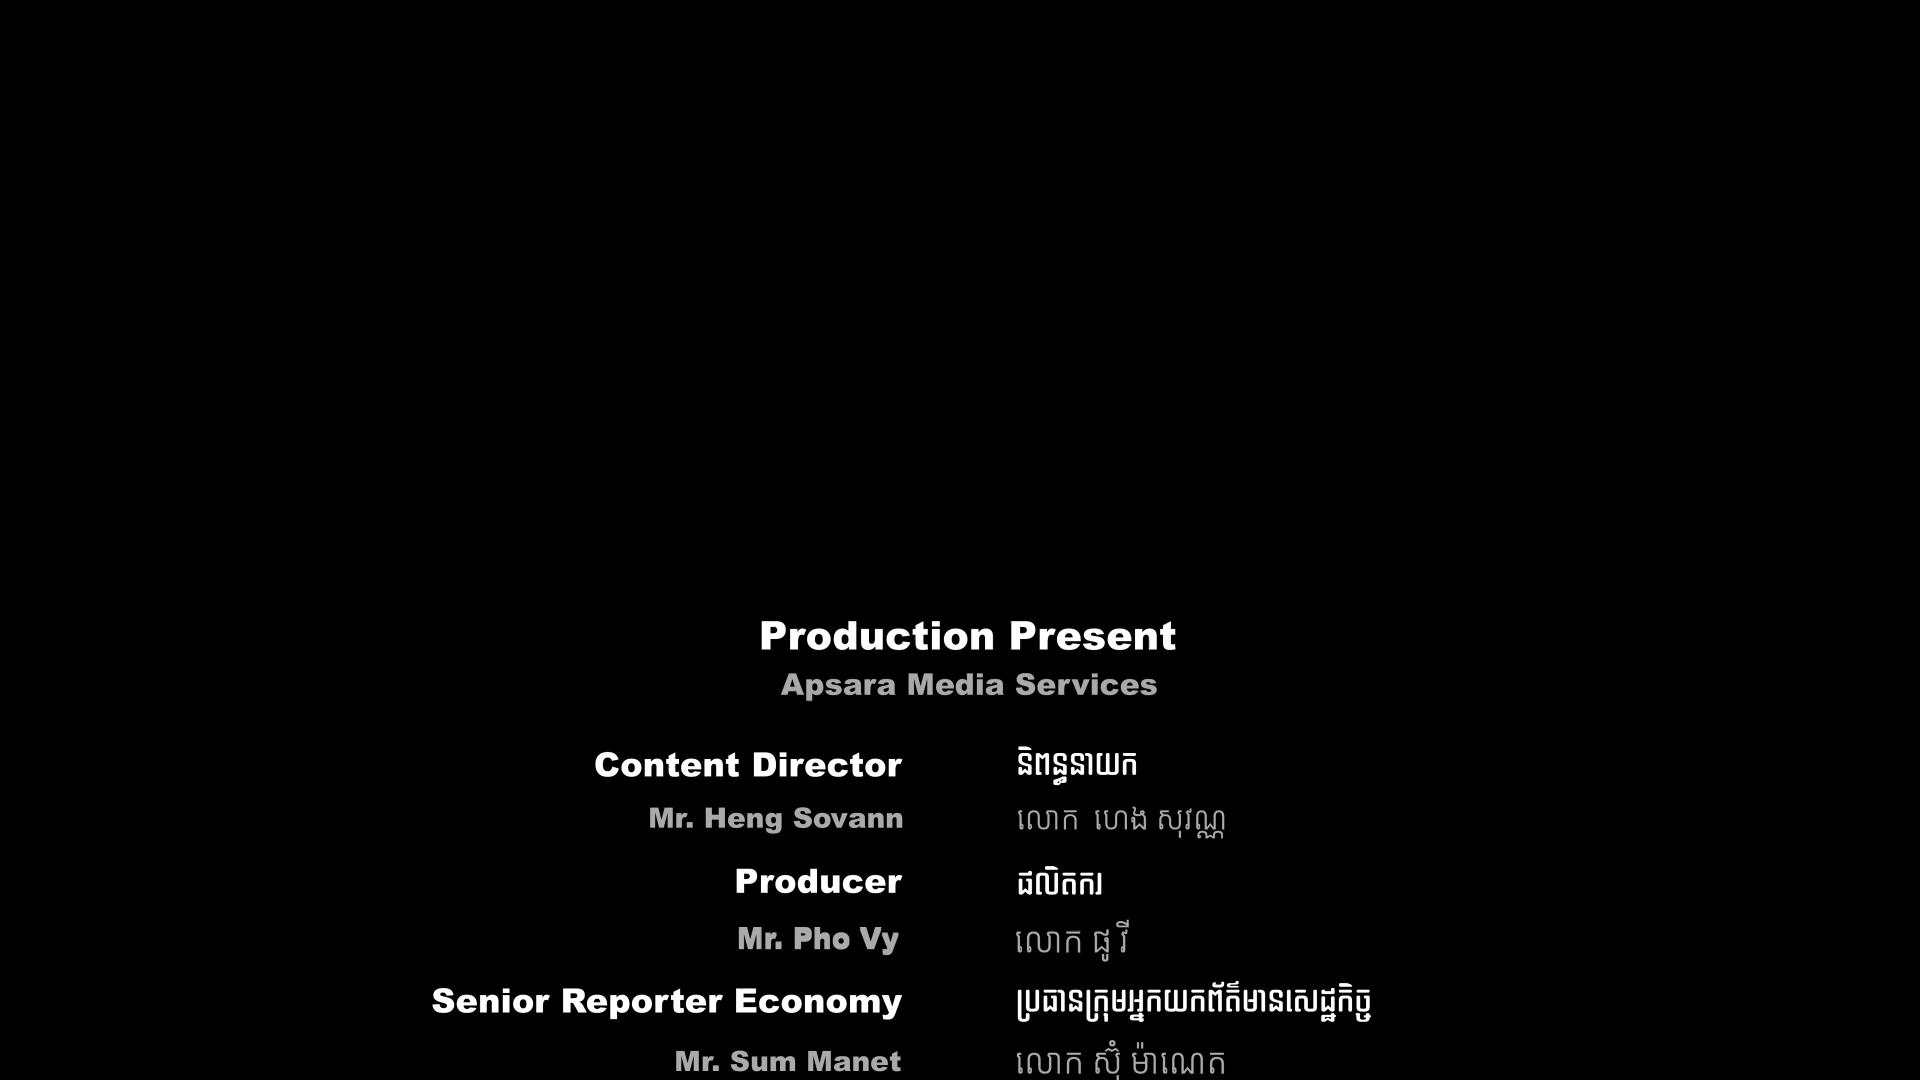 Production Present
Apsara Media Services
Content Director និពន្ធនាយក
Mr. Heng Sovann លោក ហេង សុវណ្ណ
Producer ផលិតករ
Mr. Pho Vy លោក ផូ វី
Senior Reporter Economy ប្រធានក្រុមអ្នកយកព័ត៌មានសេដ្ឋកិច្ច
Mr. Sum Manet លោក ស៊ុំ ម៉ាណេត